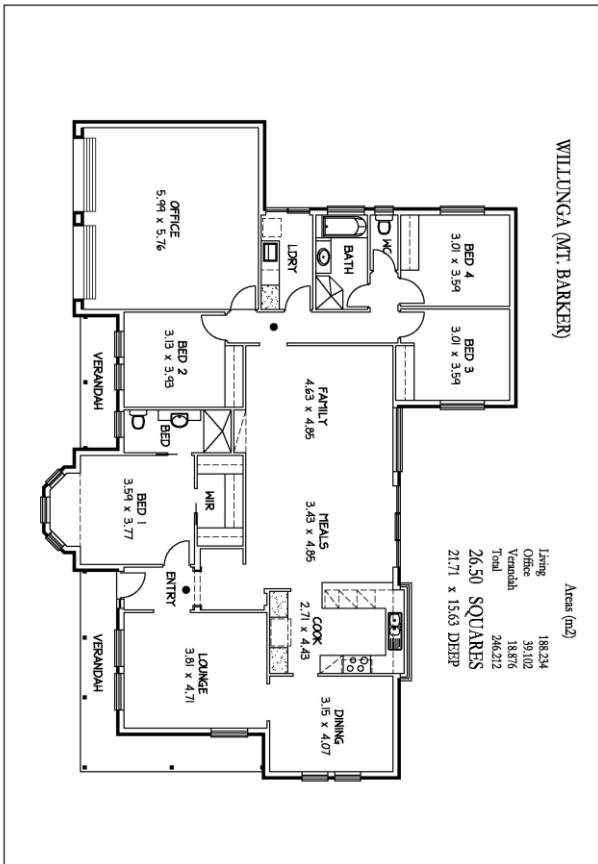 WILLUNGA (MT. BARKER)
Areas (m2)
Living 188.234
Office 39.102
Verandah 18.876
Total 246.212
26.50 SQUARES
21.71 x 15.63 DEEP
BED 4
3.01 x 3.59
BED 3
3.01 x 3.59
WC
BATH
LDRY
OFFICE
5.99 x 5.76
BED 2
3.13 x 3.93
VERANDAH
FAMILY
4.63 x 4.85
MEALS
3.43 x 4.85
COOK
2.71 x 4.43
DINING
3.15 x 4.07
BED
WIR
BED 1
3.59 x 3.77
ENTRY
LOUNGE
3.81 x 4.71
VERANDAH